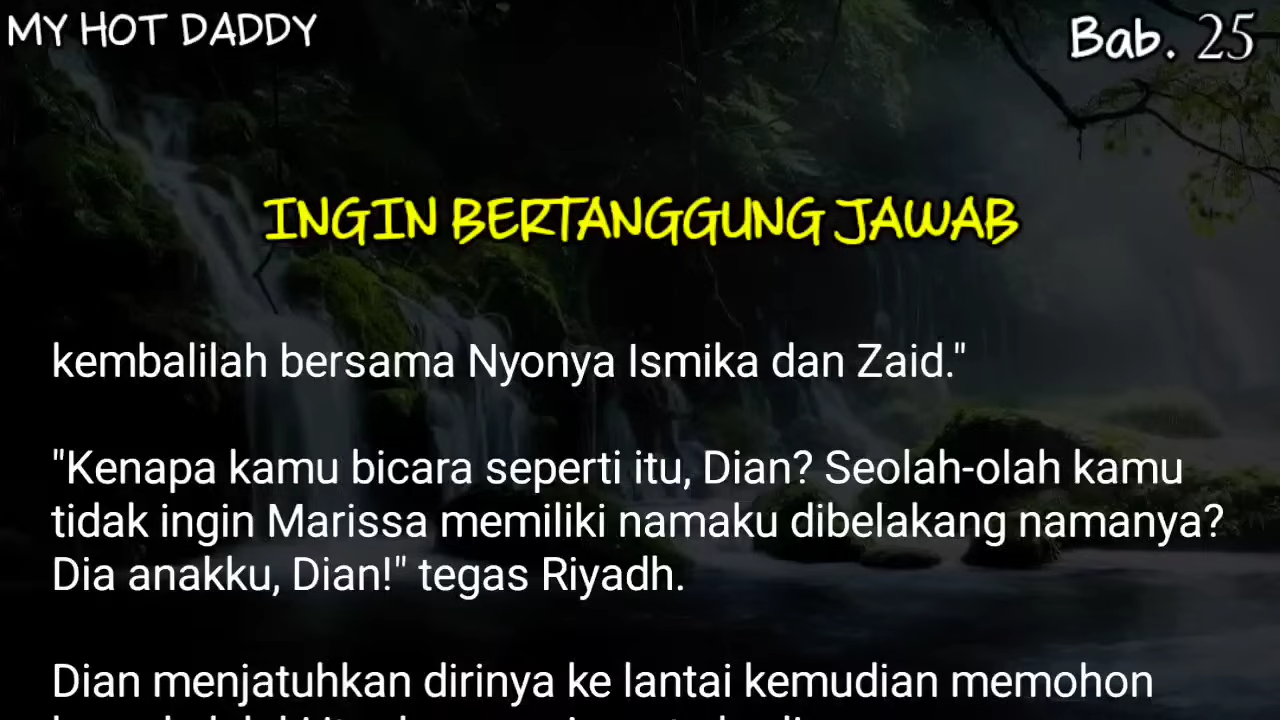 MY HOT DADDY
Bab. 25
INGIN BERTANGGUNG JAWAB
kembalilah bersama Nyonya Ismika dan Zaid."
"Kenapa kamu bicara seperti itu, Dian? Seolah-olah kamu
tidak ingin Marissa memiliki namaku dibelakang namanya?
Dia anakku, Dian!" tegas Riyadh.
Dian menjatuhkan dirinya ke lantai kemudian memohon